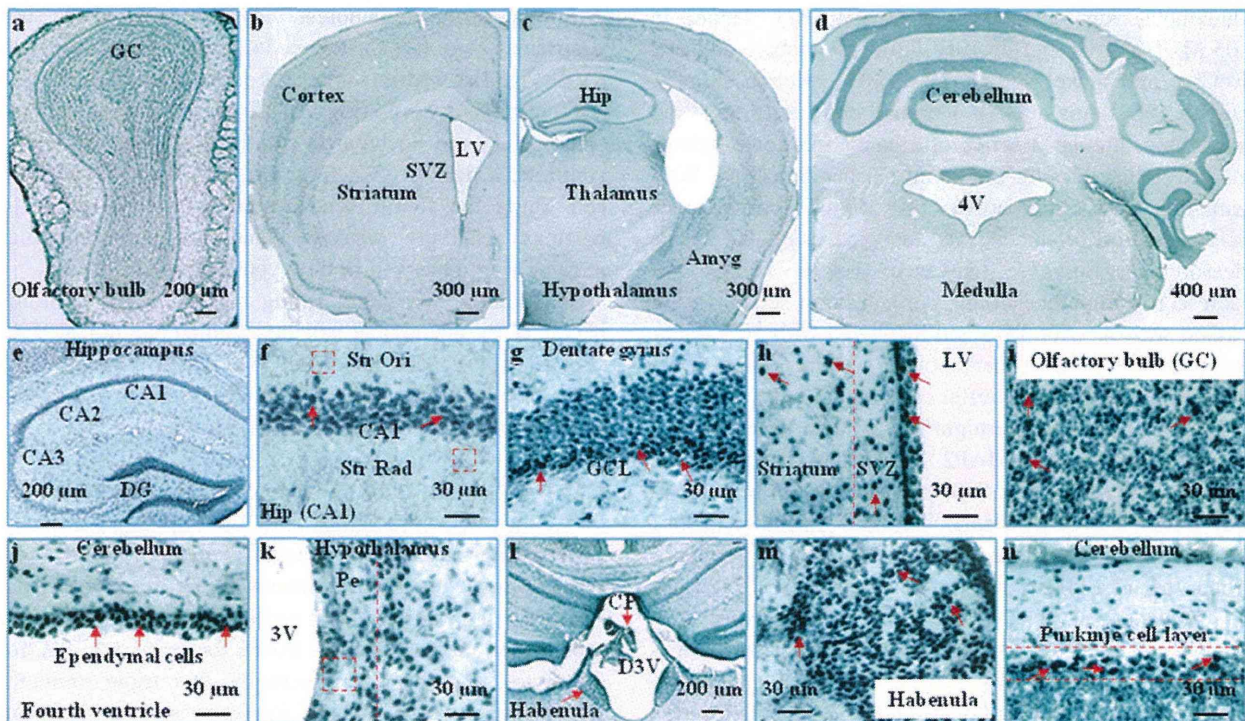 a
GC
Olfactory bulb
200 μm
b
Cortex
LV
SVZ
Striatum
300 μm
c
Hip
Thalamus
Amyg
Hypothalamus
300 μm
d
Cerebellum
4V
Medulla
400 μm
e
Hippocampus
CA1
CA2
CA3
200 μm
DG
f
Str Ori
CA1
Str Rad
30 μm
Hip (CA1)
g
Dentate gyrus
GCL
30 μm
h
LV
Striatum
SVZ
30 μm
i
Olfactory bulb (GC)
30 μm
j
Cerebellum
Ependymal cells
30 μm
Fourth ventricle
k
Hypothalamus
Pe
3V
30 μm
l
CP
D3V
Habenula
200 μm
m
30 μm
Habenula
n
Cerebellum
Purkinje cell layer
30 μm